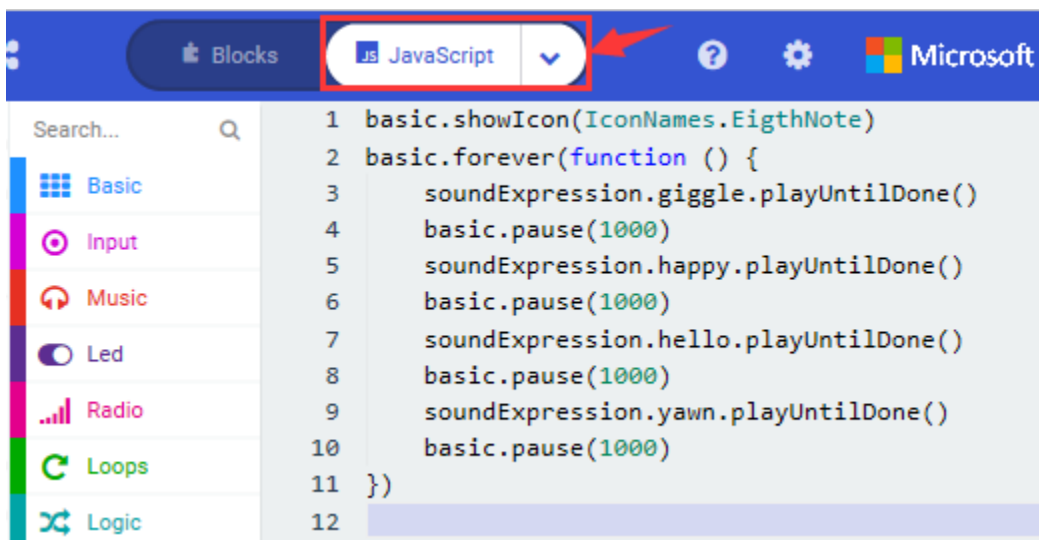 Blocks
JS JavaScript
?
Microsoft
Search...
Basic
Input
Music
Led
Radio
Loops
Logic
1 basic.showIcon(IconNames.EigthNote)
2 basic.forever(function () {
3 soundExpression.giggle.playUntilDone()
4 basic.pause(1000)
5 soundExpression.happy.playUntilDone()
6 basic.pause(1000)
7 soundExpression.hello.playUntilDone()
8 basic.pause(1000)
9 soundExpression.yawn.playUntilDone()
10 basic.pause(1000)
11 })
12